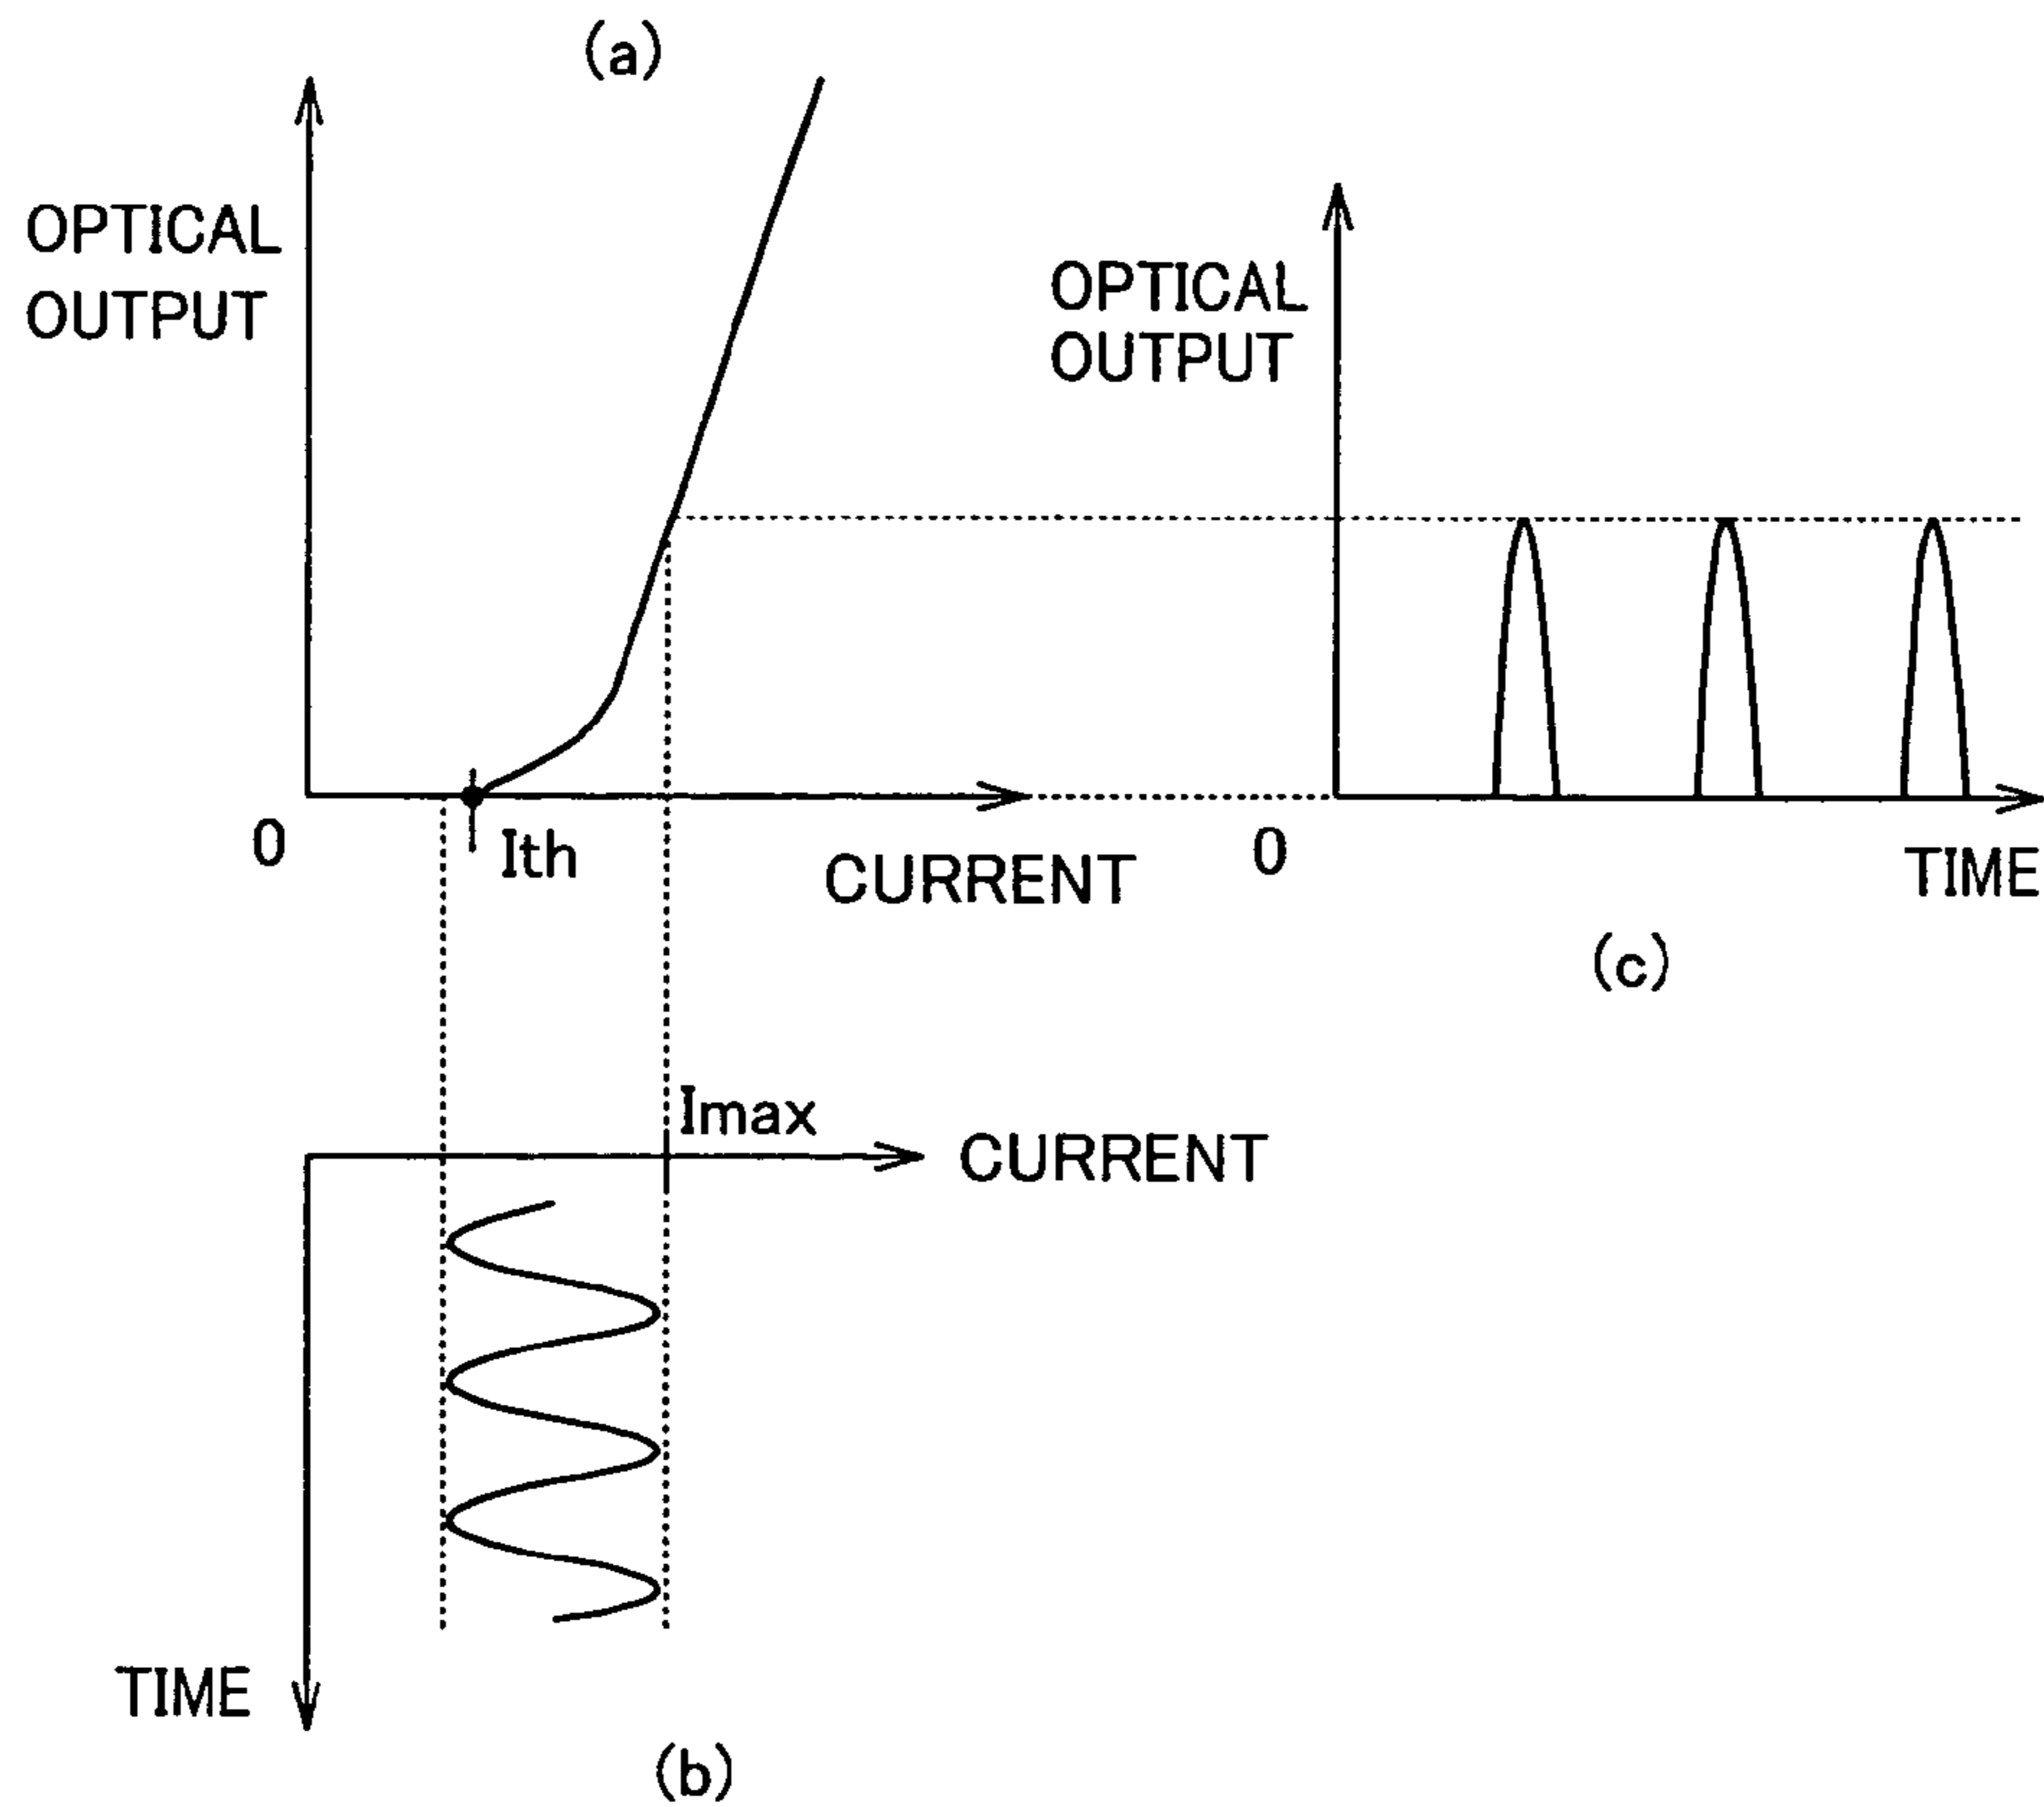 (a)
OPTICAL
OUTPUT
OPTICAL
OUTPUT
0
Ith
CURRENT
0
TIME
(c)
Imax
CURRENT
TIME
(b)